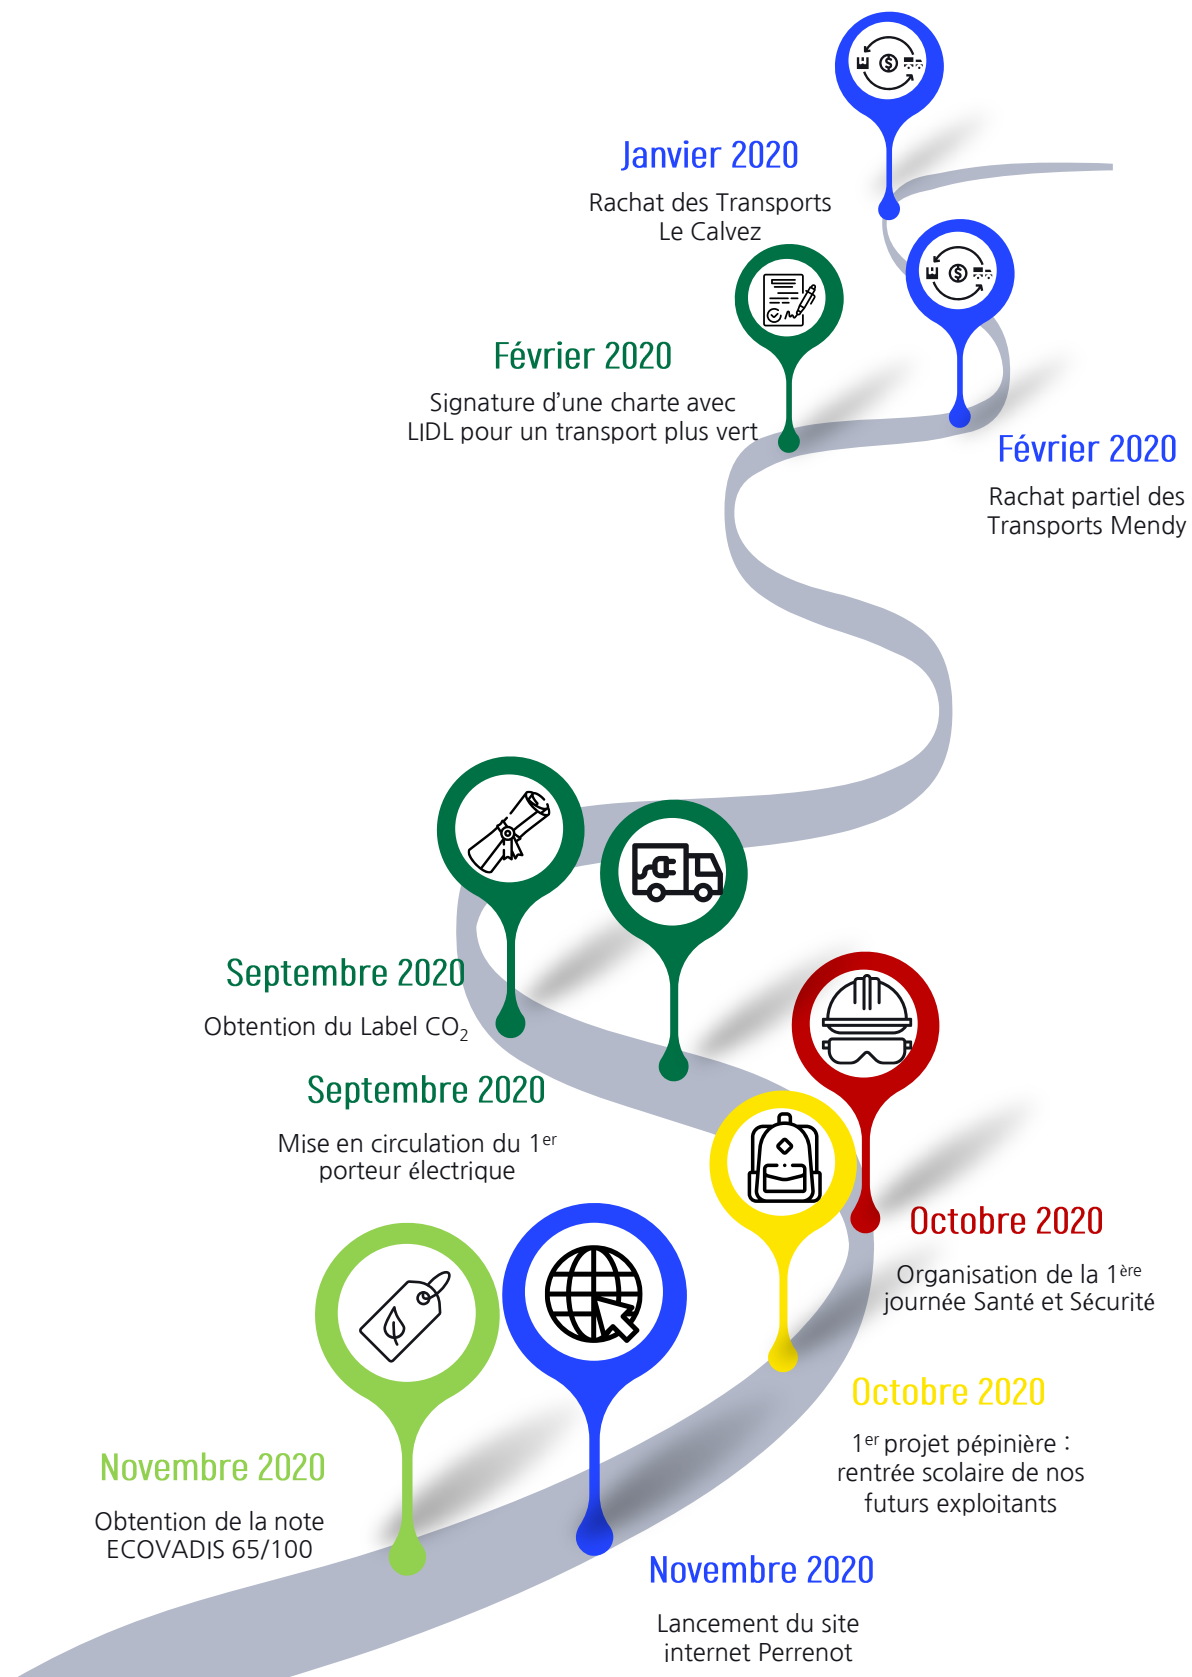 Janvier 2020
Rachat des Transports
Le Calvez
Février 2020
Signature d’une charte avec
LIDL pour un transport plus vert
Février 2020
Rachat partiel des
Transports Mendy
Septembre 2020
Obtention du Label CO₂
Septembre 2020
Mise en circulation du 1er
porteur électrique
Octobre 2020
Organisation de la 1ère
journée Santé et Sécurité
Octobre 2020
1er projet pépinière :
rentrée scolaire de nos
futurs exploitants
Novembre 2020
Obtention de la note
ECOVADIS 65/100
Novembre 2020
Lancement du site
internet Perrenot